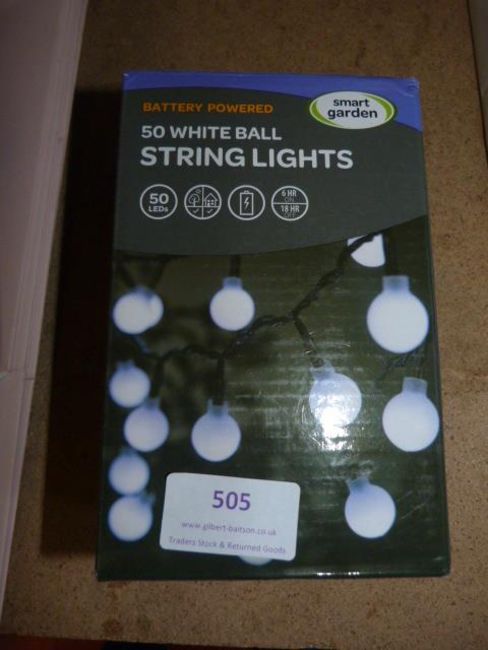 BATTERY POWERED
smart
garden
50 WHITE BALL
STRING LIGHTS
50
LEDs
6 HR
ON
18 HR
505
www.gilbert-baitson.co.uk
Traders Stock & Returned Goods